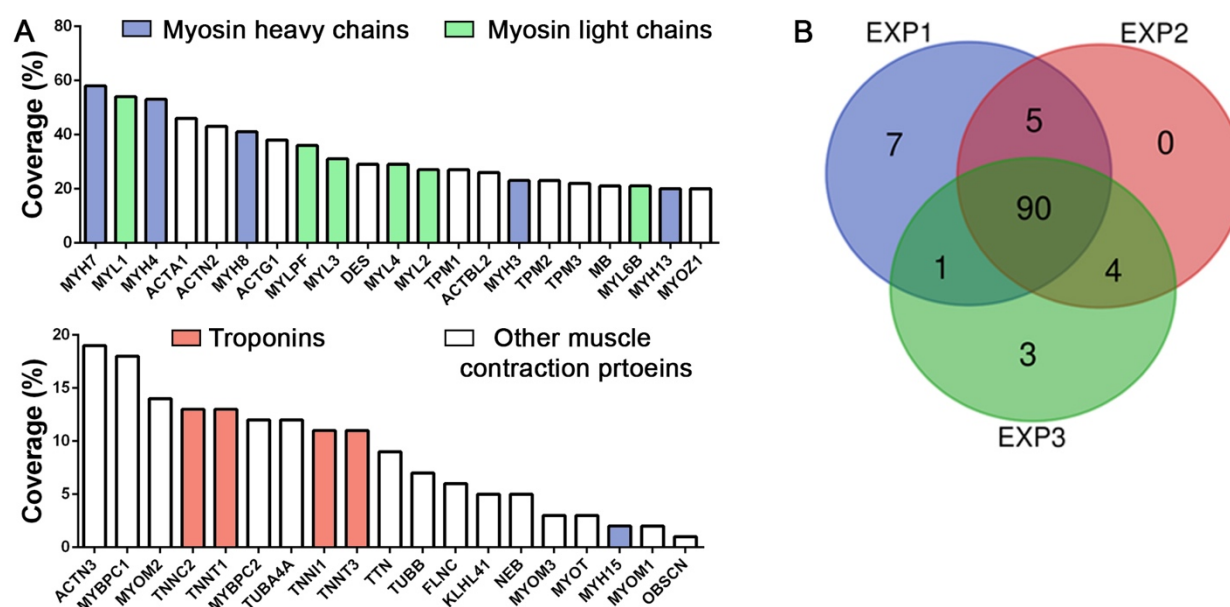 A
Myosin heavy chains
Myosin light chains
Coverage (%)
80
60
40
20
0
MYH7
MYL1
MYH4
ACTA1
ACTN2
MYH8
ACTG1
MYLPF
MYL3
DES
MYL4
MYL2
TPM1
ACTBL2
MYH3
TPM2
TPM3
MB
MYL6B
MYH13
MYOZ1
Troponins
Other muscle
contraction prtoeins
Coverage (%)
20
15
10
5
0
ACTN3
MYBPC1
MYOM2
TNNC2
TNNT1
MYBPC2
TUBA4A
TNNI1
TNNT3
TTN
TUBB
FLNC
KLHL41
NEB
MYOM3
MYOT
MYH15
MYOM1
OBSCN
B
EXP1
EXP2
7
5
0
90
1
4
3
EXP3